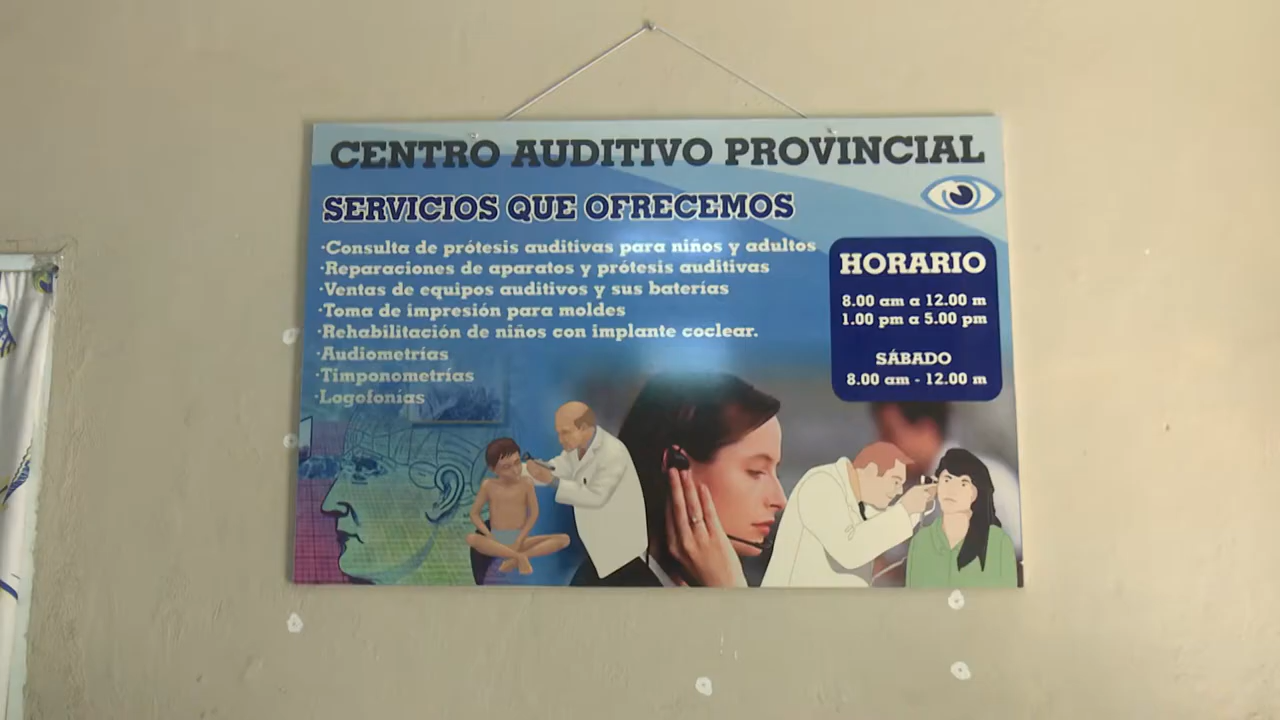 CENTRO AUDITIVO PROVINCIAL
SERVICIOS QUE OFRECEMOS
·Consulta de prótesis auditivas para niños y adultos
·Reparaciones de aparatos y prótesis auditivas
·Ventas de equipos auditivos y sus baterías
·Toma de impresión para moldes
·Rehabilitación de niños con implante coclear.
·Audiometrías
·Timponometrías
·Logofonías
HORARIO
8.00 am a 12.00 m
1.00 pm a 5.00 pm
SÁBADO
8.00 am - 12.00 m